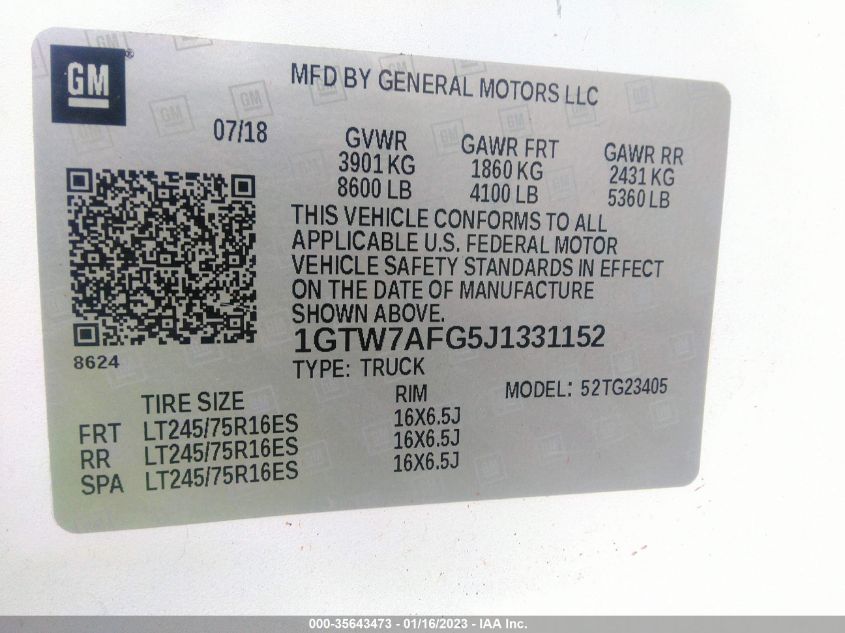 GM
MFD BY GENERAL MOTORS LLC
07/18
GVWR
3901 KG
8600 LB
GAWR FRT
1860 KG
4100 LB
GAWR RR
2431 KG
5360 LB
THIS VEHICLE CONFORMS TO ALL
APPLICABLE U.S. FEDERAL MOTOR
VEHICLE SAFETY STANDARDS IN EFFECT
ON THE DATE OF MANUFACTURE
SHOWN ABOVE.
8624
1GTW7AFG5J1331152
TYPE: TRUCK
MODEL: 52TG23405
TIRE SIZE RIM
FRT LT245/75R16ES 16X6.5J
RR LT245/75R16ES 16X6.5J
SPA LT245/75R16ES 16X6.5J
000-35643473 - 01/16/2023 - IAA Inc.